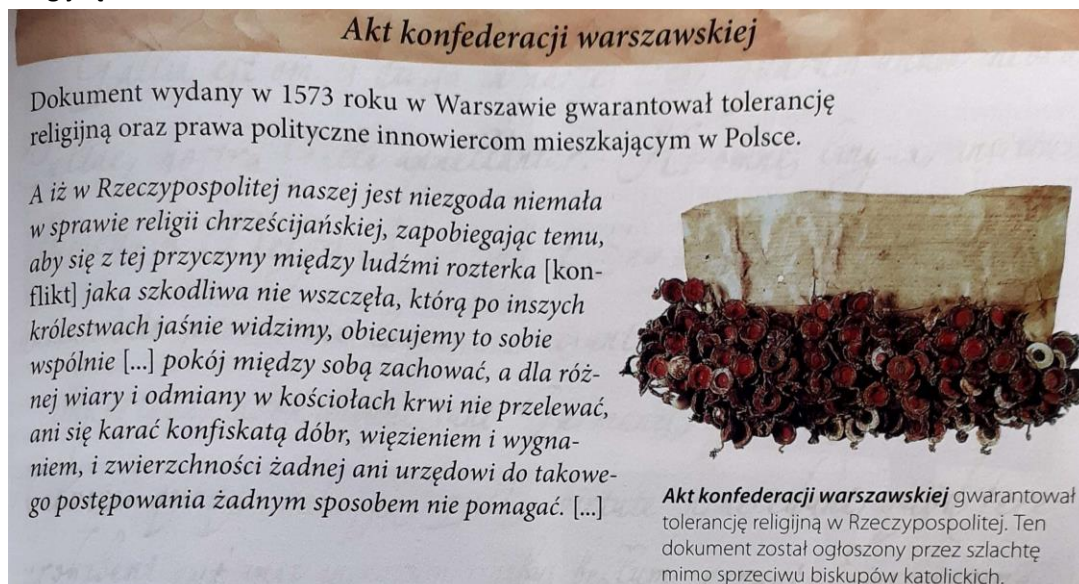 Akt konfederacji warszawskiej
Dokument wydany w 1573 roku w Warszawie gwarantował tolerancję
religijną oraz prawa polityczne innowiercom mieszkającym w Polsce.
A iż w Rzeczypospolitej naszej jest niezgoda niemała
w sprawie religii chrześcijańskiej, zapobiegając temu,
aby się z tej przyczyny między ludźmi rozterka [kon-
flikt] jaka szkodliwa nie wszczęła, którą po inszych
królestwach jaśnie widzimy, obiecujemy to sobie
wspólnie [...] pokój między sobą zachować, a dla róż-
nej wiary i odmiany w kościołach krwi nie przelewać,
ani się karać konfiskatą dóbr, więzieniem i wygna-
niem, i zwierzchności żadnej ani urzędowi do takowe-
go postępowania żadnym sposobem nie pomagać. [...]
Akt konfederacji warszawskiej gwarantował
tolerancję religijną w Rzeczypospolitej. Ten
dokument został ogłoszony przez szlachtę
mimo sprzeciwu biskupów katolickich.